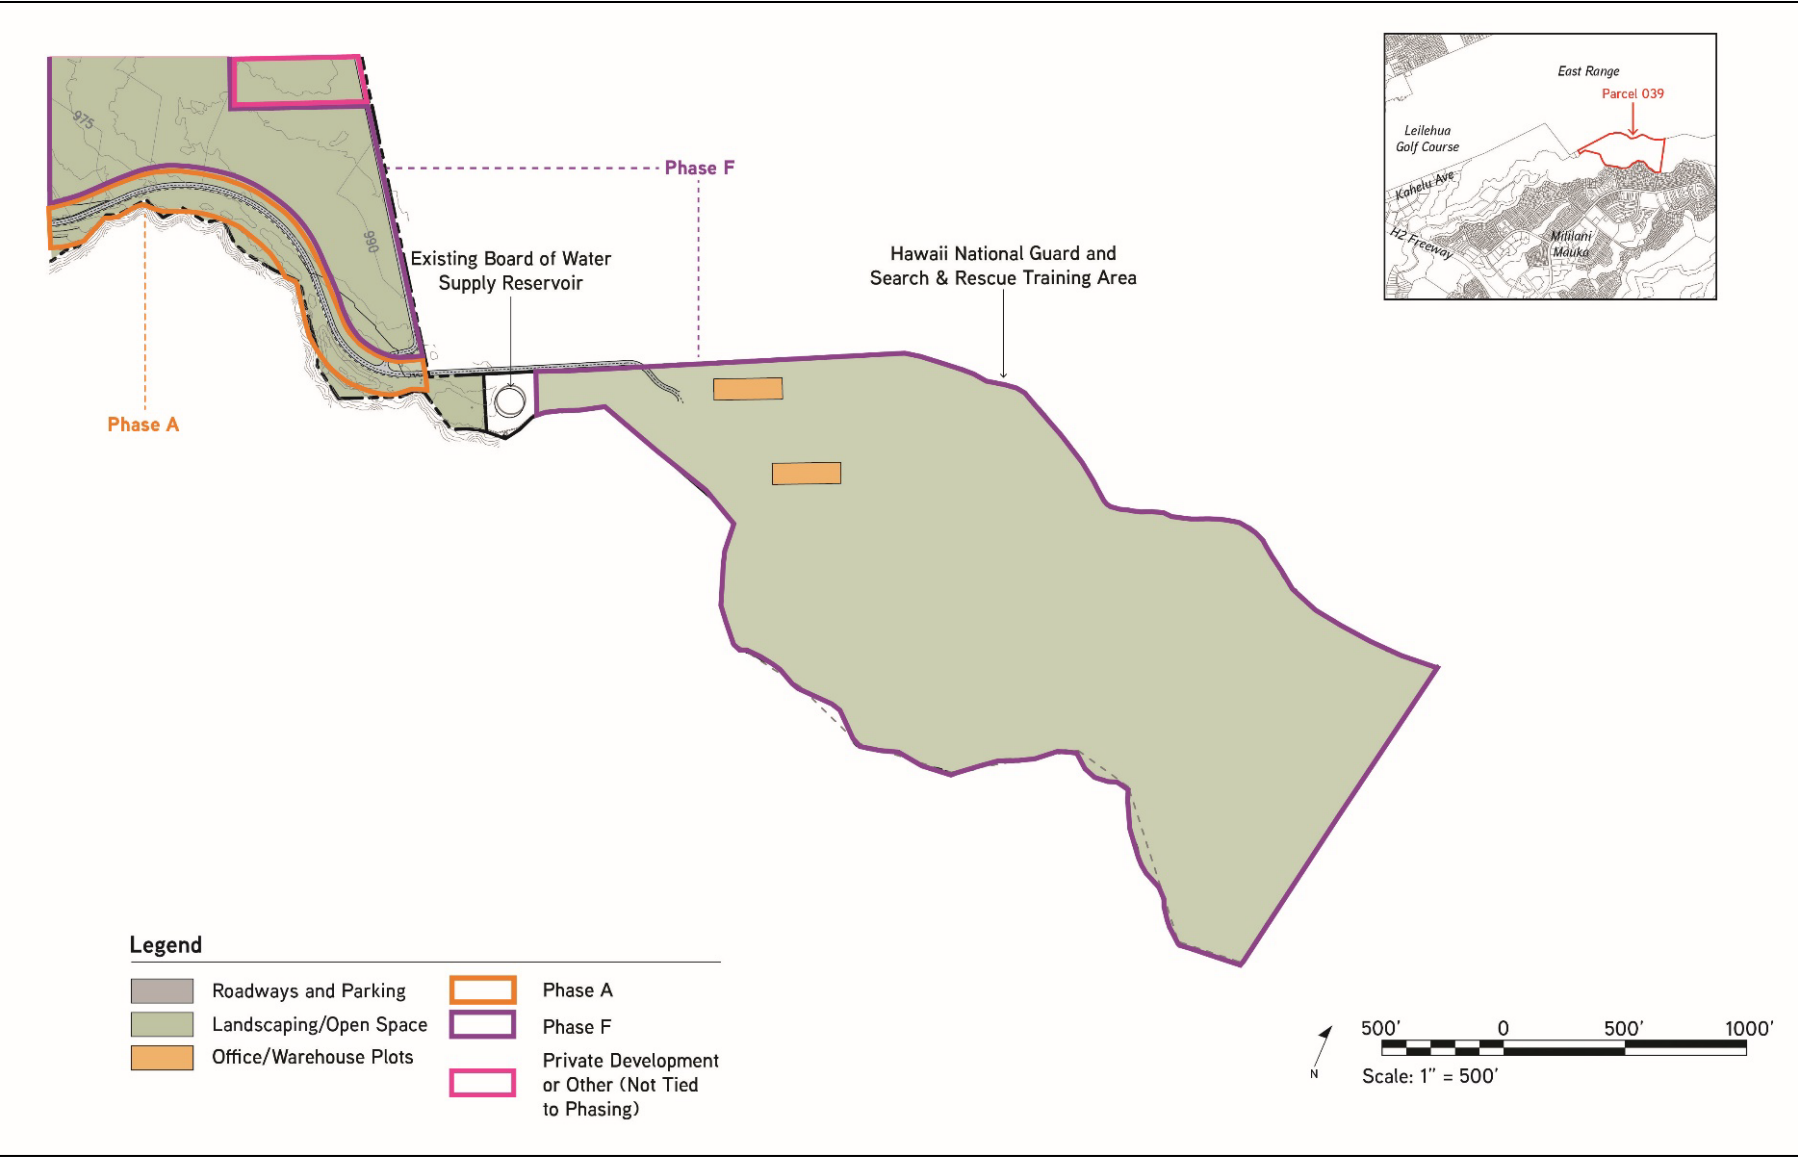 East Range
Parcel 039
Leilehua
Golf Course
Kahelu Ave
H2 Freeway
Mililani
Mauka
975
990
Phase F
Existing Board of Water
Supply Reservoir
Hawaii National Guard and
Search & Rescue Training Area
Phase A
Legend
Roadways and Parking
Landscaping/Open Space
Office/Warehouse Plots
Phase A
Phase F
Private Development
or Other (Not Tied
to Phasing)
N
500' 0 500' 1000'
Scale: 1" = 500'